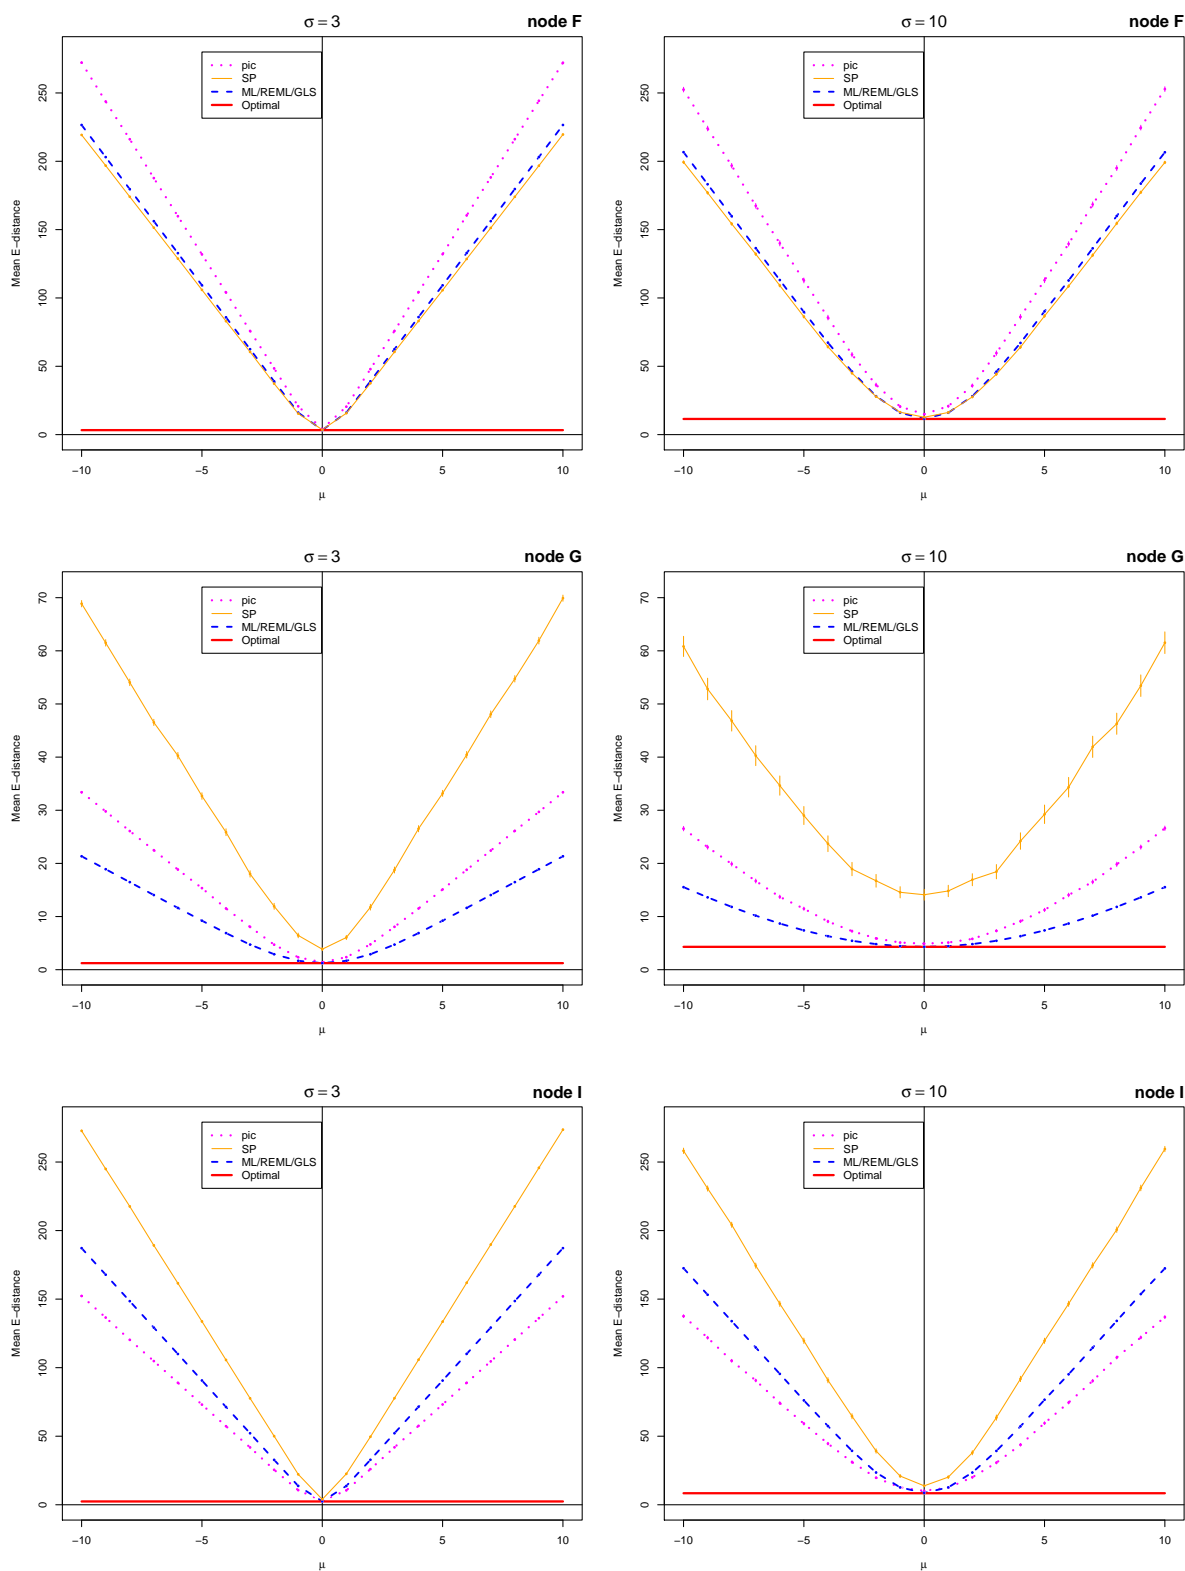 σ = 3 node F
pic
SP
ML/REML/GLS
Optimal
Mean E−distance
0 50 100 150 200 250
−10 −5 0 5 10
μ
σ = 10 node F
pic
SP
ML/REML/GLS
Optimal
Mean E−distance
0 50 100 150 200 250
−10 −5 0 5 10
μ
σ = 3 node G
pic
SP
ML/REML/GLS
Optimal
Mean E−distance
0 10 20 30 40 50 60 70
−10 −5 0 5 10
μ
σ = 10 node G
pic
SP
ML/REML/GLS
Optimal
Mean E−distance
0 10 20 30 40 50 60 70
−10 −5 0 5 10
μ
σ = 3 node I
pic
SP
ML/REML/GLS
Optimal
Mean E−distance
0 50 100 150 200 250
−10 −5 0 5 10
μ
σ = 10 node I
pic
SP
ML/REML/GLS
Optimal
Mean E−distance
0 50 100 150 200 250
−10 −5 0 5 10
μ